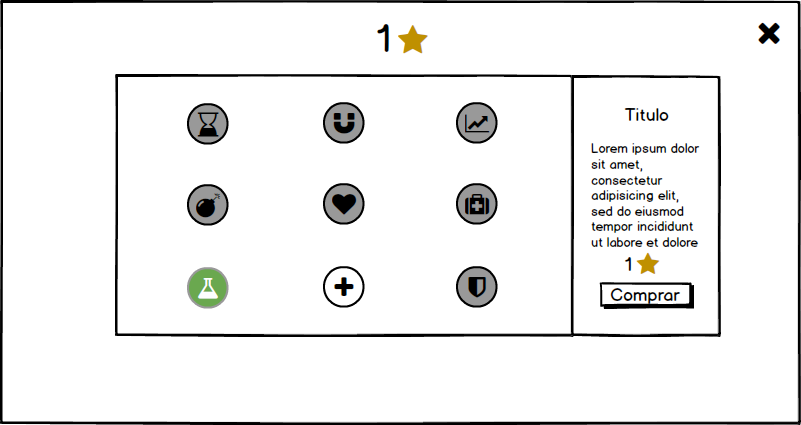 1
Titulo
Lorem ipsum dolor
sit amet,
consectetur
adipisicing elit,
sed do eiusmod
tempor incididunt
ut labore et dolore
1
Comprar